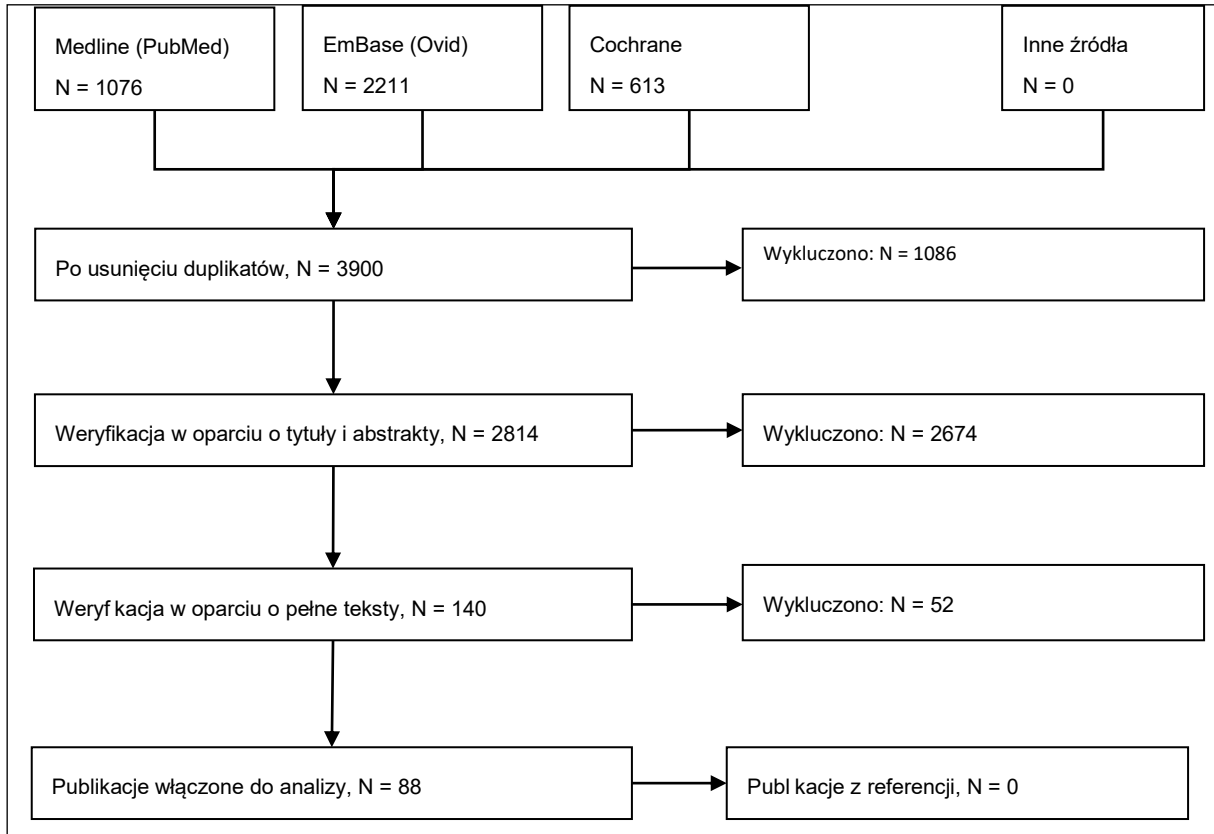 Medline (PubMed)
N = 1076
EmBase (Ovid)
N = 2211
Cochrane
N = 613
Inne źródła
N = 0
Po usunięciu duplikatów, N = 3900
Wykluczono: N = 1086
Weryfikacja w oparciu o tytuły i abstrakty, N = 2814
Wykluczono: N = 2674
Weryf kacja w oparciu o pełne teksty, N = 140
Wykluczono: N = 52
Publikacje włączone do analizy, N = 88
Publ kacje z referencji, N = 0